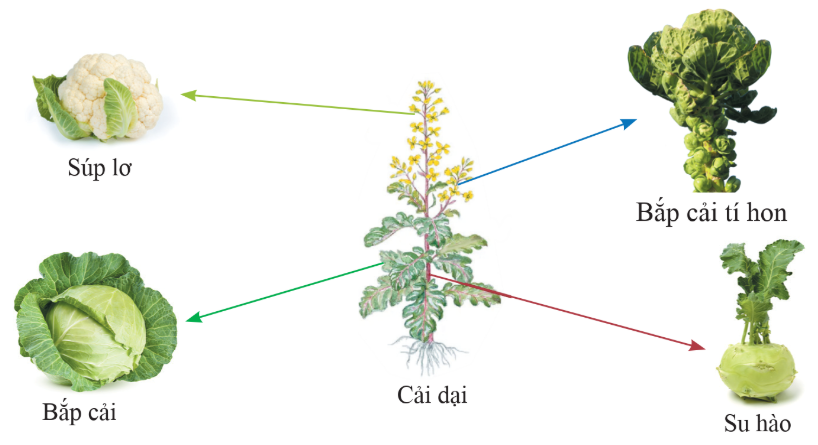 Súp lơ
Bắp cải tí hon
Bắp cải
Cải dại
Su hào